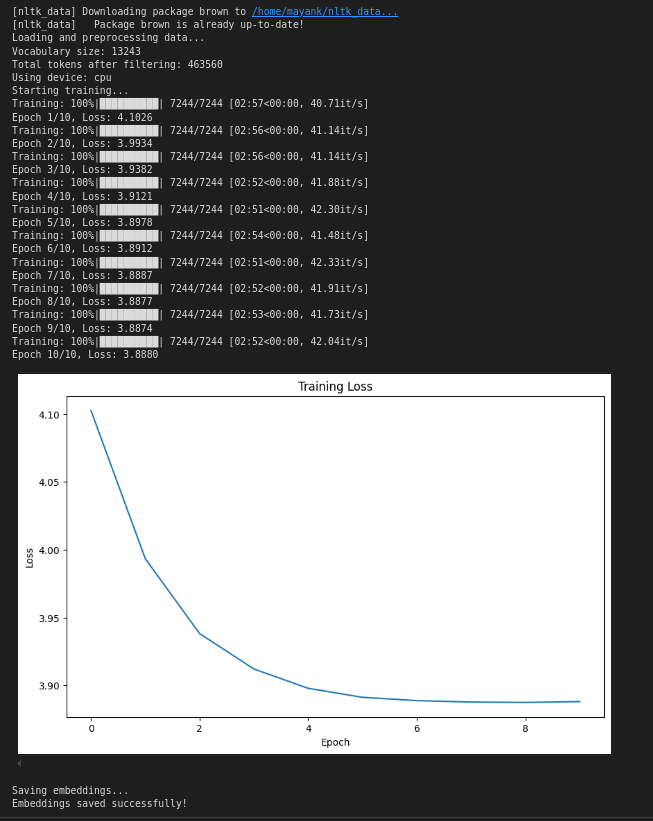 [nltk_data] Downloading package brown to /home/mayank/nltk_data...
[nltk_data]   Package brown is already up-to-date!
Loading and preprocessing data...
Vocabulary size: 13243
Total tokens after filtering: 463560
Using device: cpu
Starting training...
Training: 100%|██████████| 7244/7244 [02:57<00:00, 40.71it/s]
Epoch 1/10, Loss: 4.1026
Training: 100%|██████████| 7244/7244 [02:56<00:00, 41.14it/s]
Epoch 2/10, Loss: 3.9934
Training: 100%|██████████| 7244/7244 [02:56<00:00, 41.14it/s]
Epoch 3/10, Loss: 3.9382
Training: 100%|██████████| 7244/7244 [02:52<00:00, 41.88it/s]
Epoch 4/10, Loss: 3.9121
Training: 100%|██████████| 7244/7244 [02:51<00:00, 42.30it/s]
Epoch 5/10, Loss: 3.8978
Training: 100%|██████████| 7244/7244 [02:54<00:00, 41.48it/s]
Epoch 6/10, Loss: 3.8912
Training: 100%|██████████| 7244/7244 [02:51<00:00, 42.33it/s]
Epoch 7/10, Loss: 3.8887
Training: 100%|██████████| 7244/7244 [02:52<00:00, 41.91it/s]
Epoch 8/10, Loss: 3.8877
Training: 100%|██████████| 7244/7244 [02:53<00:00, 41.73it/s]
Epoch 9/10, Loss: 3.8874
Training: 100%|██████████| 7244/7244 [02:52<00:00, 42.04it/s]
Epoch 10/10, Loss: 3.8880
Training Loss
4.10
4.05
4.00
3.95
3.90
Loss
0 2 4 6 8
Epoch
Saving embeddings...
Embeddings saved successfully!